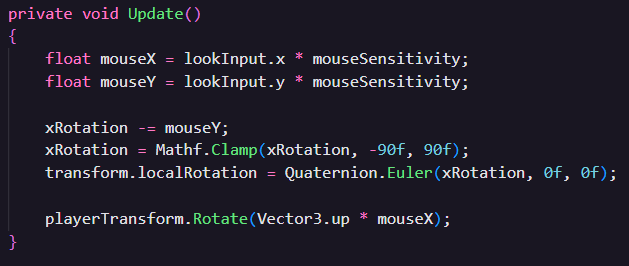 private void Update()
{
    float mouseX = lookInput.x * mouseSensitivity;
    float mouseY = lookInput.y * mouseSensitivity;

    xRotation -= mouseY;
    xRotation = Mathf.Clamp(xRotation, -90f, 90f);
    transform.localRotation = Quaternion.Euler(xRotation, 0f, 0f);

    playerTransform.Rotate(Vector3.up * mouseX);
}